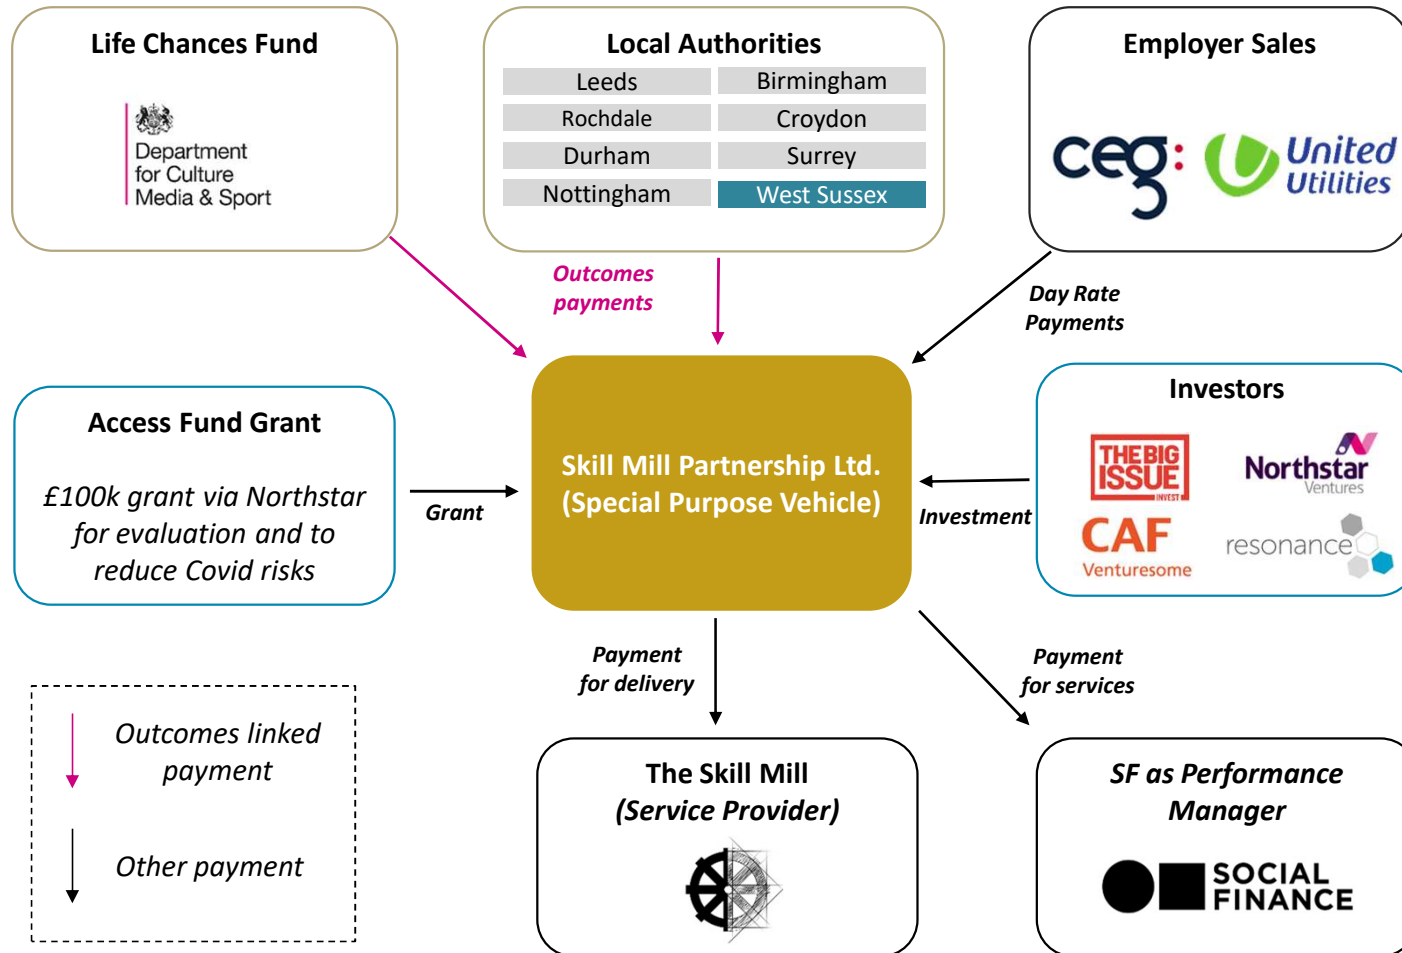 Life Chances Fund
Department
for Culture
Media & Sport
Local Authorities
Leeds
Birmingham
Rochdale
Croydon
Durham
Surrey
Nottingham
West Sussex
Employer Sales
ceg:
United
Utilities
Outcomes
payments
Day Rate
Payments
Access Fund Grant
£100k grant via Northstar
for evaluation and to
reduce Covid risks
Grant
Skill Mill Partnership Ltd.
(Special Purpose Vehicle)
Investment
Investors
THE BIG
ISSUE
INVEST
Northstar
Ventures
CAF
Venturesome
resonance
Payment
for delivery
Payment
for services
Outcomes linked
payment
Other payment
The Skill Mill
(Service Provider)
SF as Performance
Manager
SOCIAL
FINANCE